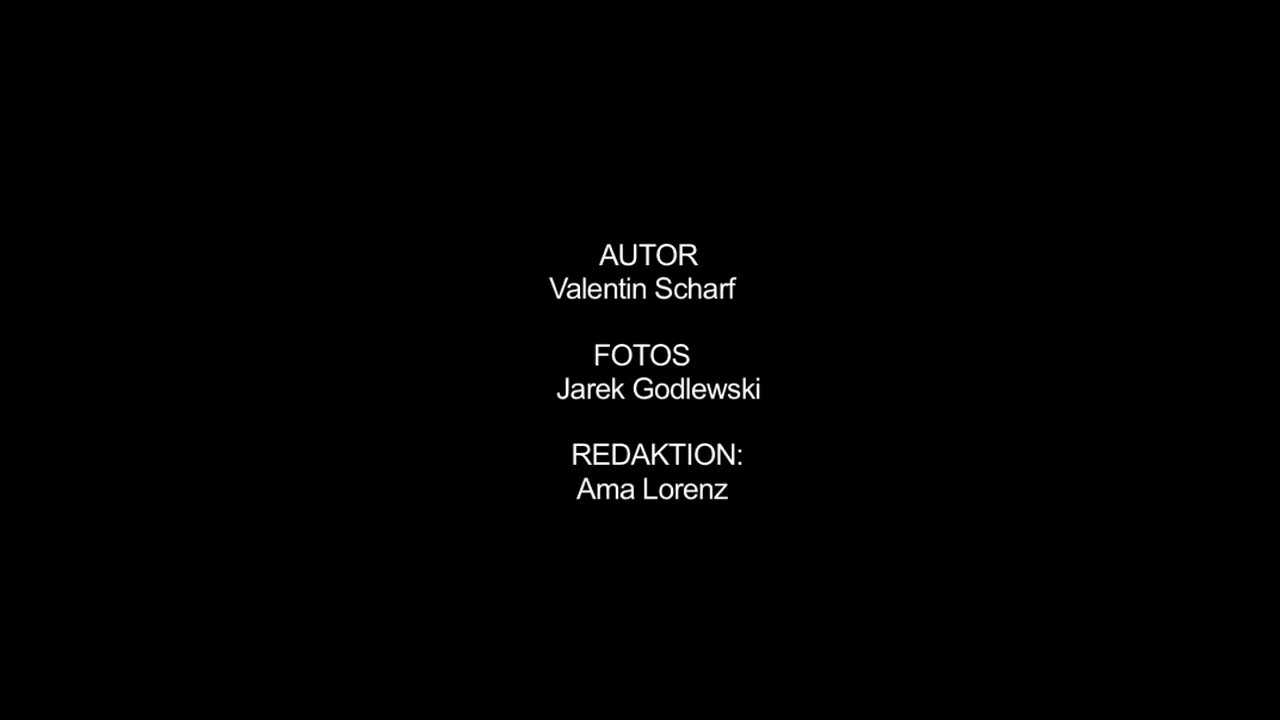 AUTOR
Valentin Scharf
FOTOS
Jarek Godlewski
REDAKTION:
Ama Lorenz